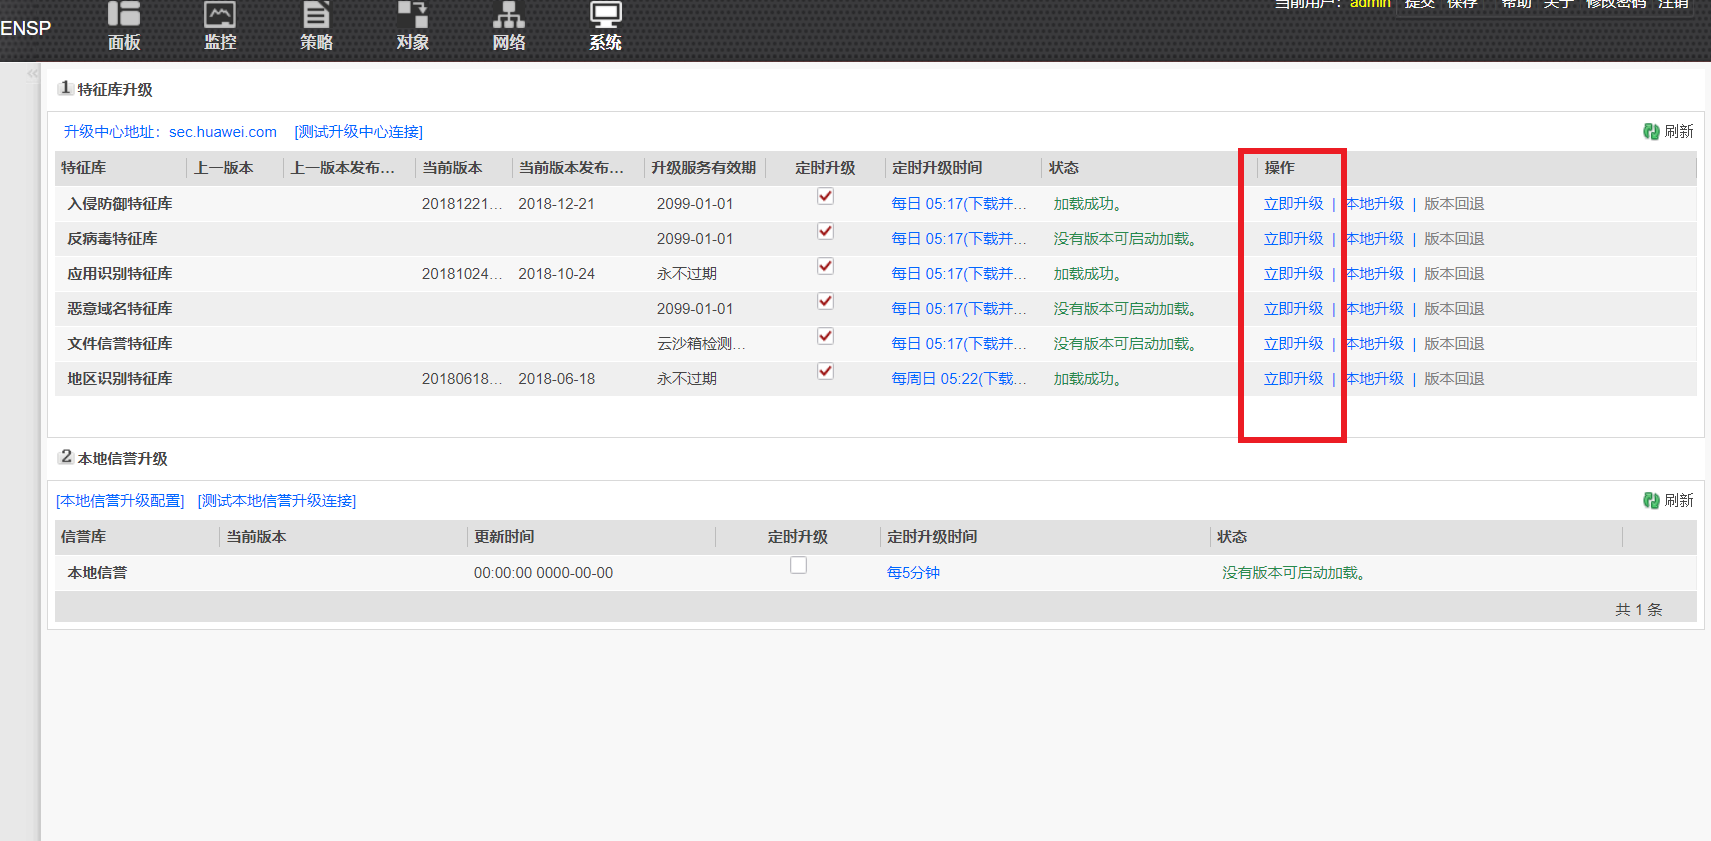 ENSP
面板 监控 策略 对象 网络 系统
当前用户：admin 提交 保存 帮助 关于 修改密码 注销
«
1 特征库升级
升级中心地址：sec.huawei.com [测试升级中心连接] 刷新
特征库 上一版本 上一版本发布... 当前版本 当前版本发布... 升级服务有效期 定时升级 定时升级时间 状态 操作
入侵防御特征库 20181221... 2018-12-21 2099-01-01 每日 05:17(下载并... 加载成功。 立即升级 | 本地升级 | 版本回退
反病毒特征库 2099-01-01 每日 05:17(下载并... 没有版本可启动加载。 立即升级 | 本地升级 | 版本回退
应用识别特征库 20181024... 2018-10-24 永不过期 每日 05:17(下载并... 加载成功。 立即升级 | 本地升级 | 版本回退
恶意域名特征库 2099-01-01 每日 05:17(下载并... 没有版本可启动加载。 立即升级 | 本地升级 | 版本回退
文件信誉特征库 云沙箱检测... 每日 05:17(下载并... 没有版本可启动加载。 立即升级 | 本地升级 | 版本回退
地区识别特征库 20180618... 2018-06-18 永不过期 每周日 05:22(下载... 加载成功。 立即升级 | 本地升级 | 版本回退
2 本地信誉升级
[本地信誉升级配置] [测试本地信誉升级连接] 刷新
信誉库 当前版本 更新时间 定时升级 定时升级时间 状态
本地信誉 00:00:00 0000-00-00 每5分钟 没有版本可启动加载。
共 1 条